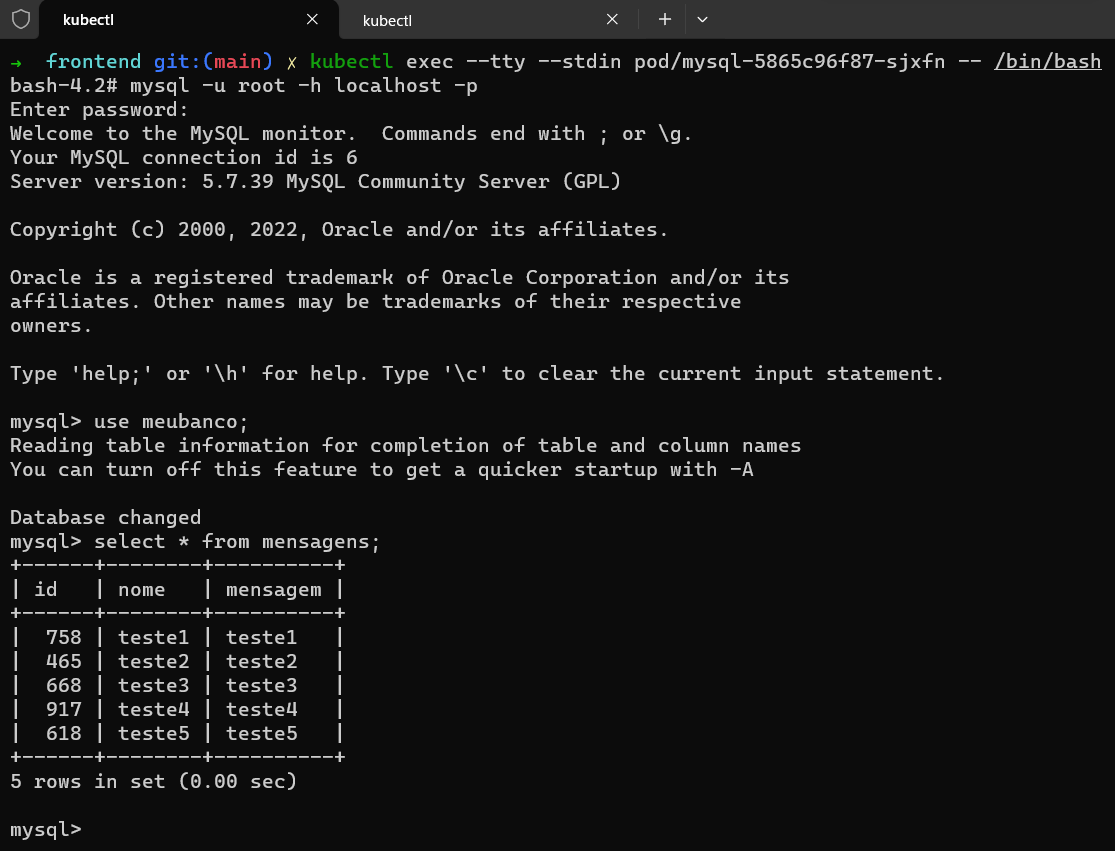 kubectl
kubectl
→  frontend git:(main) ✗ kubectl exec --tty --stdin pod/mysql-5865c96f87-sjxfn -- /bin/bash
bash-4.2# mysql -u root -h localhost -p
Enter password:
Welcome to the MySQL monitor.  Commands end with ; or \g.
Your MySQL connection id is 6
Server version: 5.7.39 MySQL Community Server (GPL)
Copyright (c) 2000, 2022, Oracle and/or its affiliates.
Oracle is a registered trademark of Oracle Corporation and/or its
affiliates. Other names may be trademarks of their respective
owners.
Type 'help;' or '\h' for help. Type '\c' to clear the current input statement.
mysql> use meubanco;
Reading table information for completion of table and column names
You can turn off this feature to get a quicker startup with -A
Database changed
mysql> select * from mensagens;
+------+--------+----------+
| id   | nome   | mensagem |
+------+--------+----------+
|  758 | teste1 | teste1   |
|  465 | teste2 | teste2   |
|  668 | teste3 | teste3   |
|  917 | teste4 | teste4   |
|  618 | teste5 | teste5   |
+------+--------+----------+
5 rows in set (0.00 sec)
mysql>